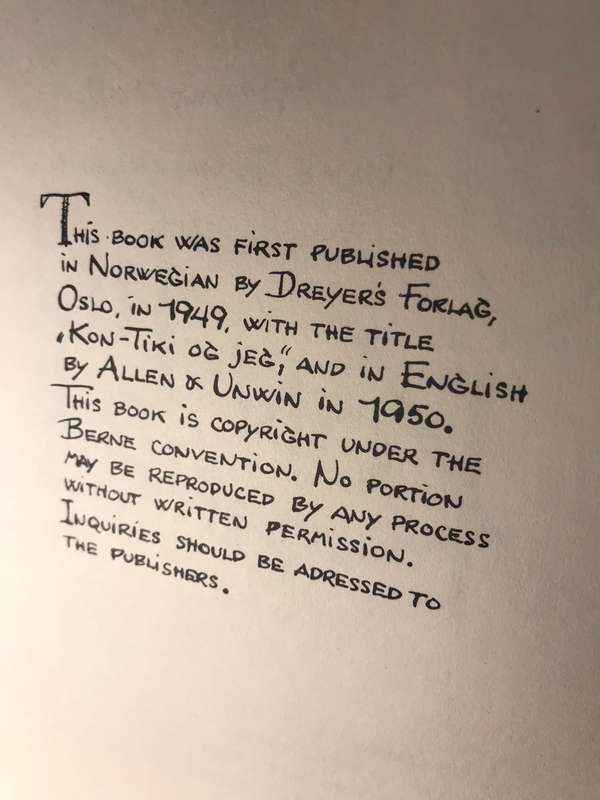 This book was first published
in Norwegian by Dreyer's Forlag,
Oslo, in 1949, with the title
„Kon-Tiki og jeg“, and in English
by Allen & Unwin in 1950.
This book is copyright under the
Berne Convention. No portion
may be reproduced by any process
without written permission.
Inquiries should be adressed to
the publishers.